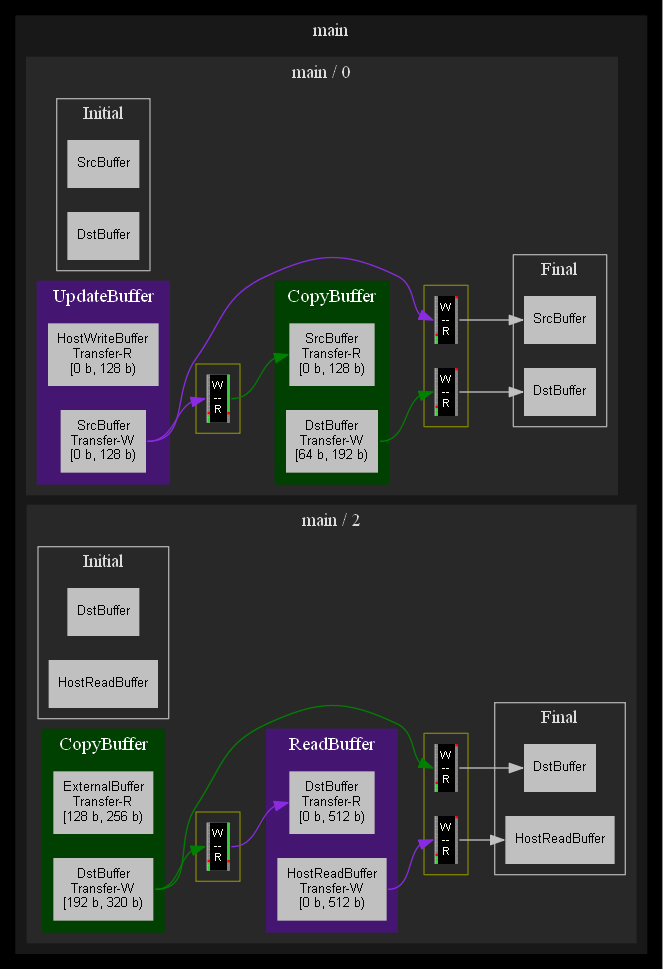 main
main / 0
Initial
SrcBuffer
DstBuffer
UpdateBuffer
HostWriteBuffer
Transfer-R
[0 b, 128 b)
SrcBuffer
Transfer-W
[0 b, 128 b)
W
--
R
CopyBuffer
SrcBuffer
Transfer-R
[0 b, 128 b)
DstBuffer
Transfer-W
[64 b, 192 b)
W
--
R
W
--
R
Final
SrcBuffer
DstBuffer
main / 2
Initial
DstBuffer
HostReadBuffer
CopyBuffer
ExternalBuffer
Transfer-R
[128 b, 256 b)
DstBuffer
Transfer-W
[192 b, 320 b)
W
--
R
ReadBuffer
DstBuffer
Transfer-R
[0 b, 512 b)
HostReadBuffer
Transfer-W
[0 b, 512 b)
W
--
R
W
--
R
Final
DstBuffer
HostReadBuffer